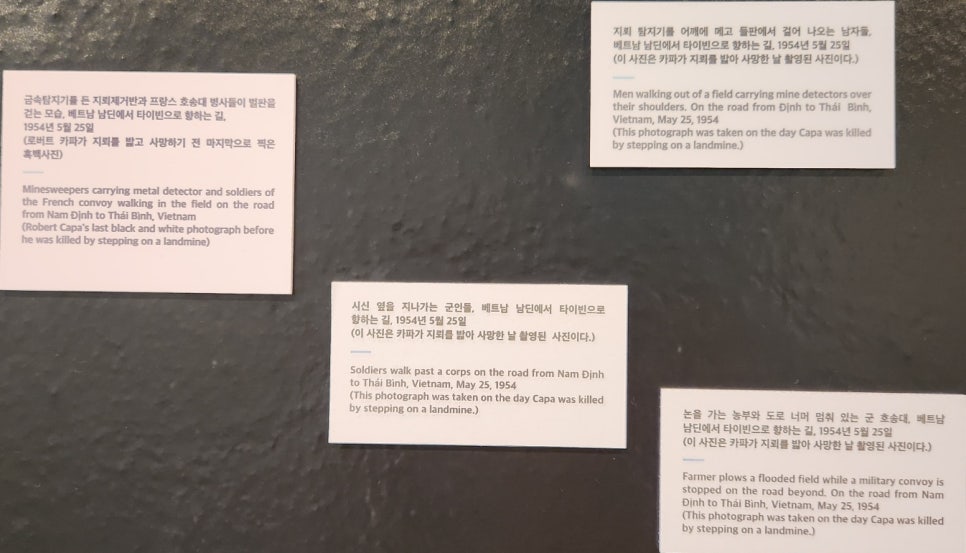 금속탐지기를 든 지뢰제거반과 프랑스 호송대 병사들이 벌판을
걷는 모습, 베트남 남딘에서 타이빈으로 향하는 길,
1954년 5월 25일
(로버트 카파가 지뢰를 밟고 사망하기 전 마지막으로 찍은
흑백사진)
Minesweepers carrying metal detector and soldiers of
the French convoy walking in the field on the road
from Nam Định to Thái Bình, Vietnam
(Robert Capa's last black and white photograph before
he was killed by stepping on a landmine)
지뢰 탐지기를 어깨에 메고 들판에서 걸어 나오는 남자들,
베트남 남딘에서 타이빈으로 향하는 길, 1954년 5월 25일
(이 사진은 카파가 지뢰를 밟아 사망한 날 촬영된 사진이다.)
Men walking out of a field carrying mine detectors over
their shoulders. On the road from Định to Thái Bình,
Vietnam, May 25, 1954
(This photograph was taken on the day Capa was killed
by stepping on a landmine.)
시신 옆을 지나가는 군인들, 베트남 남딘에서 타이빈으로
향하는 길, 1954년 5월 25일
(이 사진은 카파가 지뢰를 밟아 사망한 날 촬영된 사진이다.)
Soldiers walk past a corps on the road from Nam Định
to Thái Bình, Vietnam, May 25, 1954
(This photograph was taken on the day Capa was killed
by stepping on a landmine.)
논을 가는 농부와 도로 너머 멈춰 있는 군 호송대, 베트남
남딘에서 타이빈으로 향하는 길, 1954년 5월 25일
(이 사진은 카파가 지뢰를 밟아 사망한 날 촬영된 사진이다.)
Farmer plows a flooded field while a military convoy is
stopped on the road beyond. On the road from Nam
Định to Thái Bình, Vietnam, May 25, 1954
(This photograph was taken on the day Capa was killed
by stepping on a landmine.)